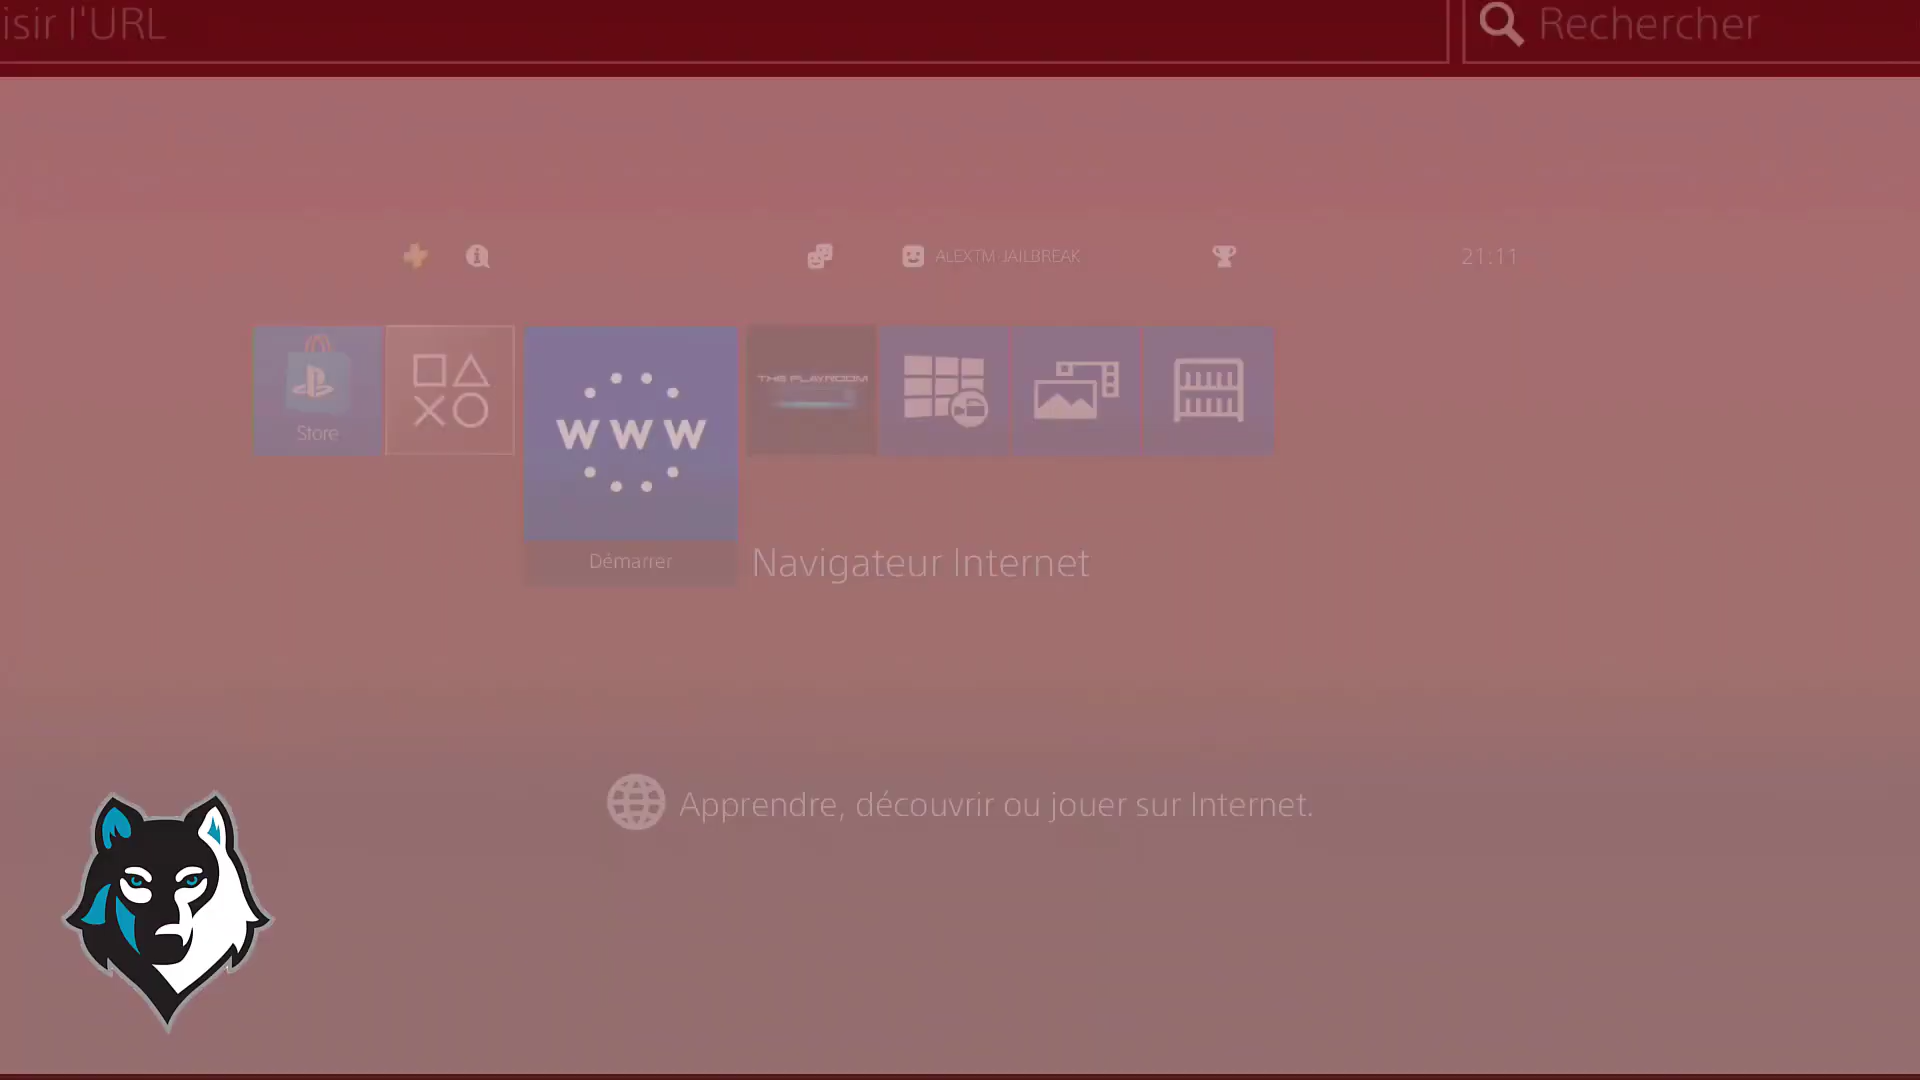 isir l'URL
Rechercher
ALEXTM-JAILBREAK
21:11
Store
WWW
THE PLAYROOM
Démarrer
Navigateur Internet
Apprendre, découvrir ou jouer sur Internet.